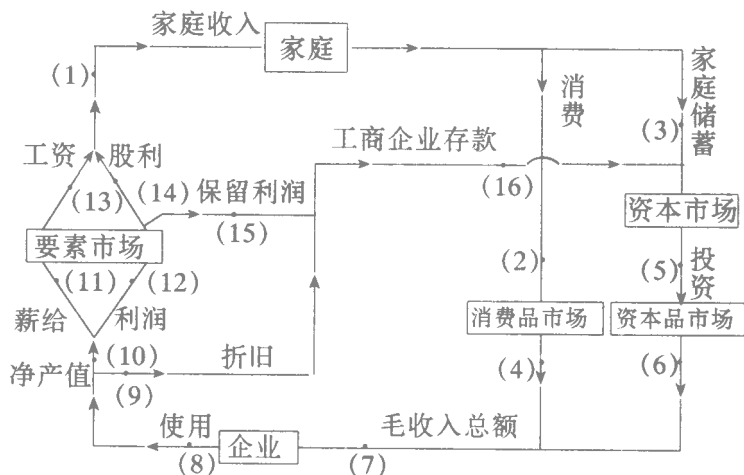 家庭收入
家庭
(1)
消费
家庭储蓄
(3)
工资
股利
工商企业存款
(13)
(14)
保留利润
(16)
(15)
资本市场
要素市场
(2)
(5)
投资
(11)
(12)
薪给
利润
消费品市场
资本品市场
(10)
净产值
折旧
(4)
(6)
(9)
使用
企业
毛收入总额
(8)
(7)